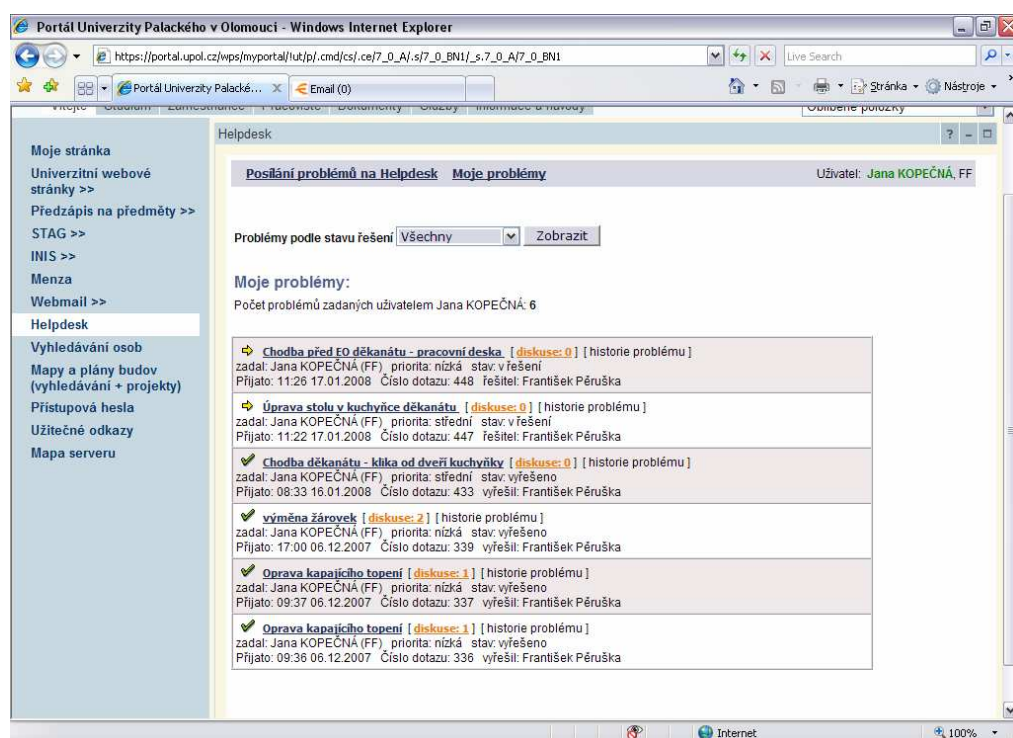 Portál Univerzity Palackého v Olomouci - Windows Internet Explorer
https://portal.upol.cz/wps/myportal/!ut/p/.cmd/cs/.ce/7_0_A/.s/7_0_BN1/_s.7_0_A/7_0_BN1
Live Search
Portál Univerzity Palacké...
Email (0)
Stránka
Nástroje
Vítejte Studium Zaměstnance Pracoviště Dokumenty Služby Informace a návody
Oblíbené položky
Helpdesk
Moje stránka
Univerzitní webové
stránky >>
Předzápis na předměty >>
STAG >>
INIS >>
Menza
Webmail >>
Helpdesk
Vyhledávání osob
Mapy a plány budov
(vyhledávání + projekty)
Přístupová hesla
Užitečné odkazy
Mapa serveru
Posílání problémů na Helpdesk Moje problémy
Uživatel: Jana KOPEČNÁ, FF
Problémy podle stavu řešení Všechny Zobrazit
Moje problémy:
Počet problémů zadaných uživatelem Jana KOPEČNÁ: 6
Chodba před EO děkanátu - pracovní deska [ diskuse: 0 ] [ historie problému ]
zadal: Jana KOPEČNÁ (FF) priorita: nízká stav: v řešení
Přijato: 11:26 17.01.2008 Číslo dotazu: 448 řešitel: František Pěruška
Úprava stolu v kuchyňce děkanátu [ diskuse: 0 ] [ historie problému ]
zadal: Jana KOPEČNÁ (FF) priorita: střední stav: v řešení
Přijato: 11:22 17.01.2008 Číslo dotazu: 447 řešitel: František Pěruška
Chodba děkanátu - klika od dveří kuchyňky [ diskuse: 0 ] [ historie problému ]
zadal: Jana KOPEČNÁ (FF) priorita: střední stav: vyřešeno
Přijato: 08:33 16.01.2008 Číslo dotazu: 433 vyřešil: František Pěruška
výměna žárovek [ diskuse: 2 ] [ historie problému ]
zadal: Jana KOPEČNÁ (FF) priorita: nízká stav: vyřešeno
Přijato: 17:00 06.12.2007 Číslo dotazu: 339 vyřešil: František Pěruška
Oprava kapajícího topení [ diskuse: 1 ] [ historie problému ]
zadal: Jana KOPEČNÁ (FF) priorita: nízká stav: vyřešeno
Přijato: 09:37 06.12.2007 Číslo dotazu: 337 vyřešil: František Pěruška
Oprava kapajícího topení [ diskuse: 1 ] [ historie problému ]
zadal: Jana KOPEČNÁ (FF) priorita: nízká stav: vyřešeno
Přijato: 09:36 06.12.2007 Číslo dotazu: 336 vyřešil: František Pěruška
Internet
100%